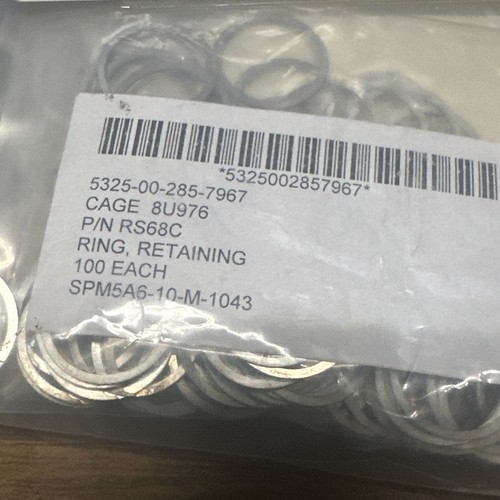 *5325002857967*
5325-00-285-7967
CAGE 8U976
P/N RS68C
RING, RETAINING
100 EACH
SPM5A6-10-M-1043